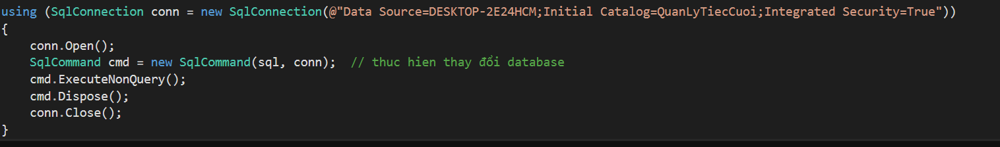 using (SqlConnection conn = new SqlConnection(@"Data Source=DESKTOP-2E24HCM;Initial Catalog=QuanLyTiecCuoi;Integrated Security=True"))
{
    conn.Open();
    SqlCommand cmd = new SqlCommand(sql, conn);  // thuc hien thay đổi database
    cmd.ExecuteNonQuery();
    cmd.Dispose();
    conn.Close();
}